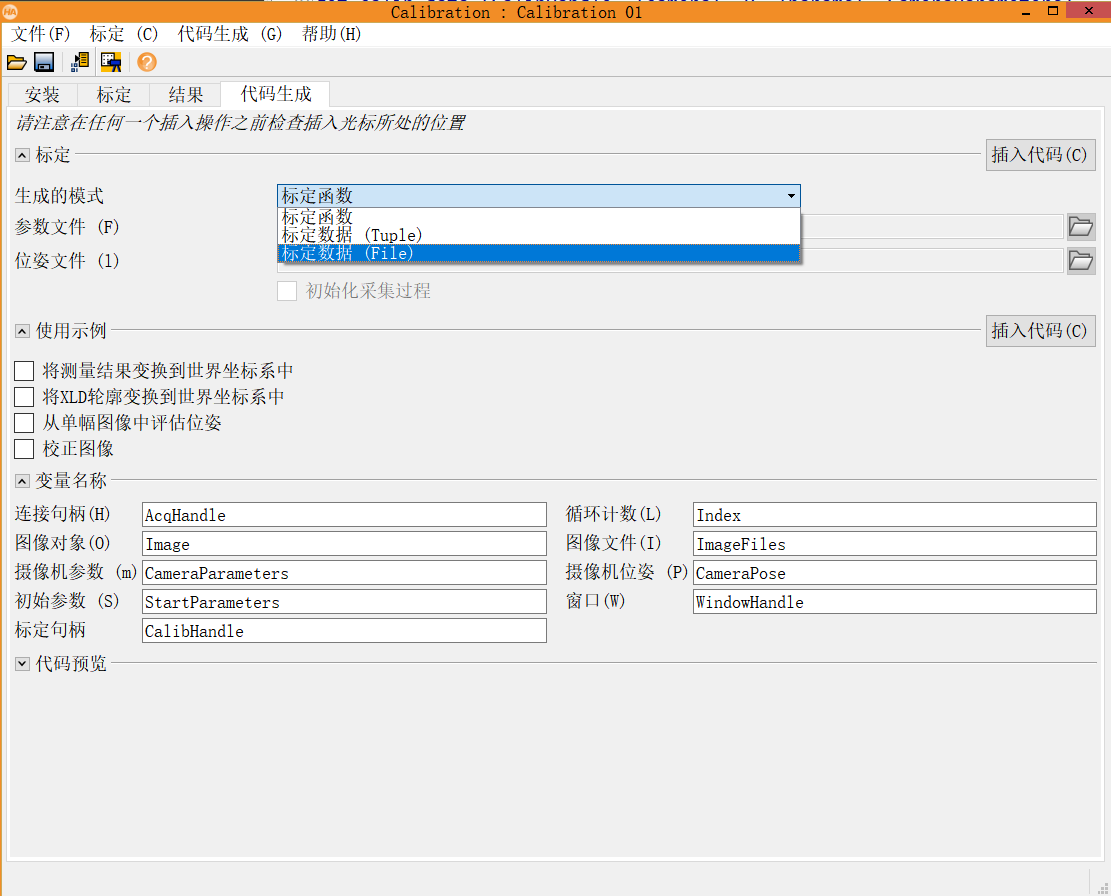 Calibration : Calibration 01
文件(F) 标定 (C) 代码生成 (G) 帮助(H)
安装 标定 结果 代码生成
请注意在任何一个插入操作之前检查插入光标所处的位置
标定 插入代码(C)
生成的模式 标定函数
标定函数
参数文件 (F)
标定数据 (Tuple)
标定数据 (File)
位姿文件 (l)
初始化采集过程
使用示例 插入代码(C)
将测量结果变换到世界坐标系中
将XLD轮廓变换到世界坐标系中
从单幅图像中评估位姿
校正图像
变量名称
连接句柄(H) AcqHandle 循环计数(L) Index
图像对象(O) Image 图像文件(I) ImageFiles
摄像机参数 (m) CameraParameters 摄像机位姿 (P) CameraPose
初始参数 (S) StartParameters 窗口(W) WindowHandle
标定句柄 CalibHandle
代码预览